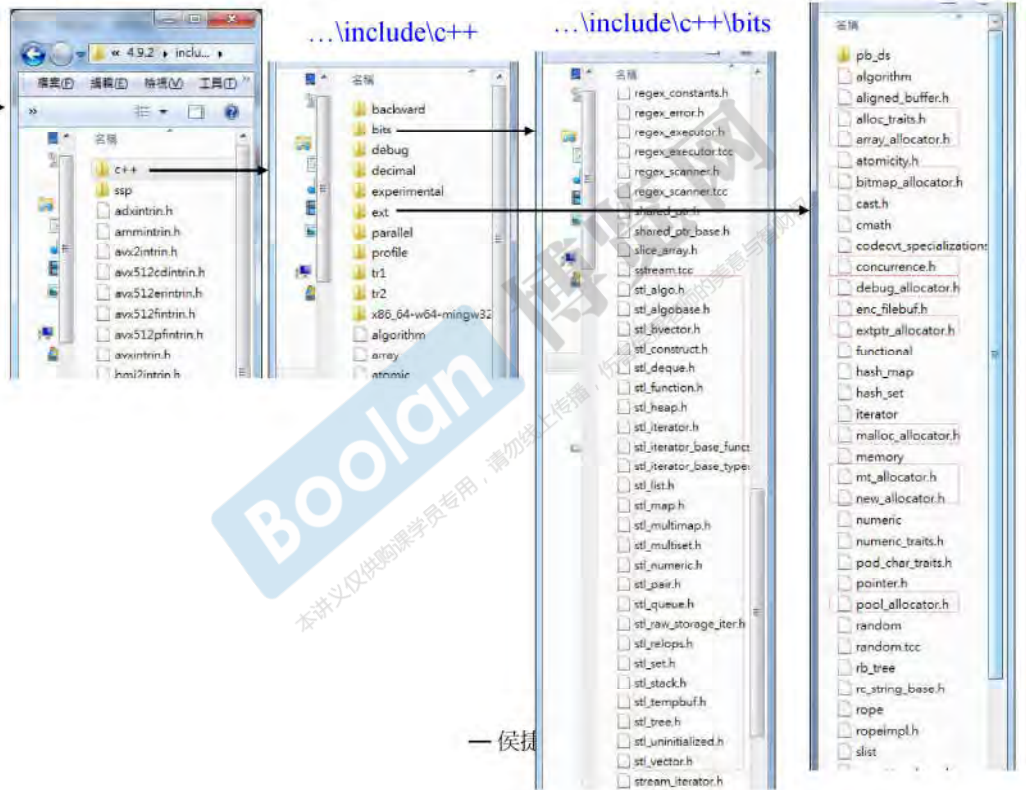 « 4.9.2 ▸ inclu... ▸
檔案(F) 編輯(E) 檢視(V) 工具(T) »
»
名稱
c++
ssp
adxintrin.h
ammintrin.h
avx2intrin.h
avx512cdintrin.h
avx512erintrin.h
avx512fintrin.h
avx512pfintrin.h
avxintrin.h
bmi2intrin.h
...\include\c++
名稱
backward
bits
debug
decimal
experimental
ext
parallel
profile
tr1
tr2
x86_64-w64-mingw32
algorithm
array
atomic
...\include\c++\bits
名稱
regex_constants.h
regex_error.h
regex_executor.h
regex_executor.tcc
regex_scanner.h
regex_scanner.tcc
shared_ptr.h
shared_ptr_base.h
slice_array.h
sstream.tcc
stl_algo.h
stl_algobase.h
stl_bvector.h
stl_construct.h
stl_deque.h
stl_function.h
stl_heap.h
stl_iterator.h
stl_iterator_base_funcs
stl_iterator_base_types
stl_list.h
stl_map.h
stl_multimap.h
stl_multiset.h
stl_numeric.h
stl_pair.h
stl_queue.h
stl_raw_storage_iter.h
stl_relops.h
stl_set.h
stl_stack.h
stl_tempbuf.h
stl_tree.h
stl_uninitialized.h
stl_vector.h
stream_iterator.h
名稱
pb_ds
algorithm
aligned_buffer.h
alloc_traits.h
array_allocator.h
atomicity.h
bitmap_allocator.h
cast.h
cmath
codecvt_specializations
concurrence.h
debug_allocator.h
enc_filebuf.h
extptr_allocator.h
functional
hash_map
hash_set
iterator
malloc_allocator.h
memory
mt_allocator.h
new_allocator.h
numeric
numeric_traits.h
pod_char_traits.h
pointer.h
pool_allocator.h
random
random.tcc
rb_tree
rc_string_base.h
rope
ropeimpl.h
slist
— 侯捷
Boolan 博览网
本讲义仅供购课学员专用，请勿线上传播